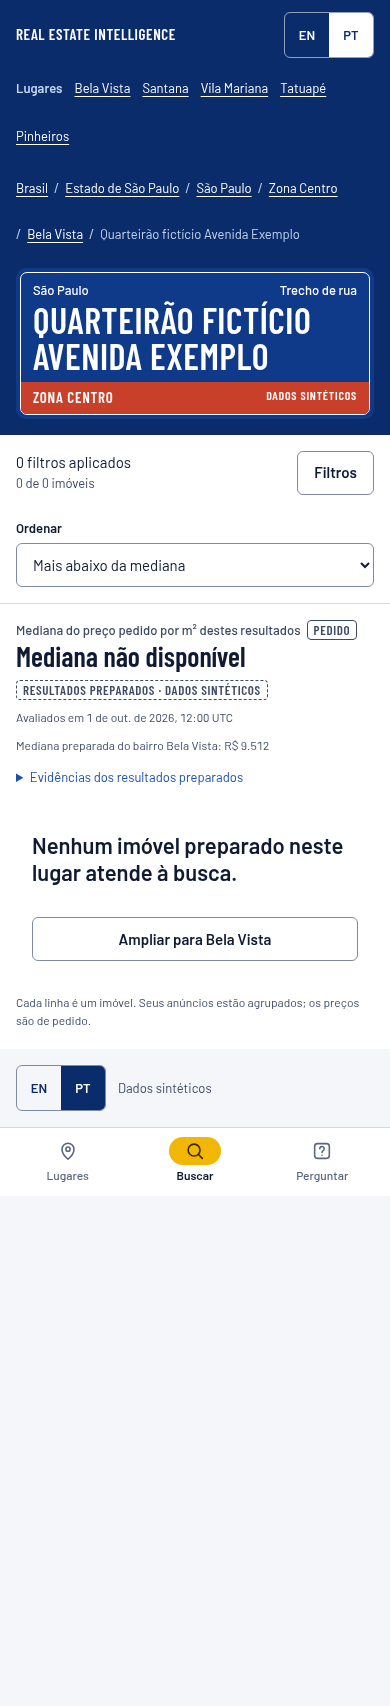 REAL ESTATE INTELLIGENCE
EN PT
Lugares Bela Vista Santana Vila Mariana Tatuapé
Pinheiros
Brasil / Estado de São Paulo / São Paulo / Zona Centro
/ Bela Vista / Quarteirão fictício Avenida Exemplo
São Paulo Trecho de rua
QUARTEIRÃO FICTÍCIO
AVENIDA EXEMPLO
ZONA CENTRO DADOS SINTÉTICOS
0 filtros aplicados
0 de 0 imóveis
Filtros
Ordenar
Mais abaixo da mediana
Mediana do preço pedido por m² destes resultados PEDIDO
Mediana não disponível
RESULTADOS PREPARADOS · DADOS SINTÉTICOS
Avaliados em 1 de out. de 2026, 12:00 UTC
Mediana preparada do bairro Bela Vista: R$ 9.512
Evidências dos resultados preparados
Nenhum imóvel preparado neste
lugar atende à busca.
Ampliar para Bela Vista
Cada linha é um imóvel. Seus anúncios estão agrupados; os preços
são de pedido.
EN PT Dados sintéticos
Lugares Buscar Perguntar